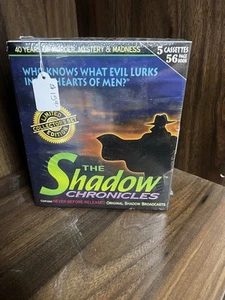 40 YEARS OF MURDER, MYSTERY & MADNESS
5 CASSETTES
56 PAGE
BOOK
WHO KNOWS WHAT EVIL LURKS
IN THE HEARTS OF MEN?"
LIMITED
COLLECTOR'S
EDITION
THE
Shadow
CHRONICLES
NEVER-BEFORE-RELEASED ORIGINAL SHADOW BROADCASTS